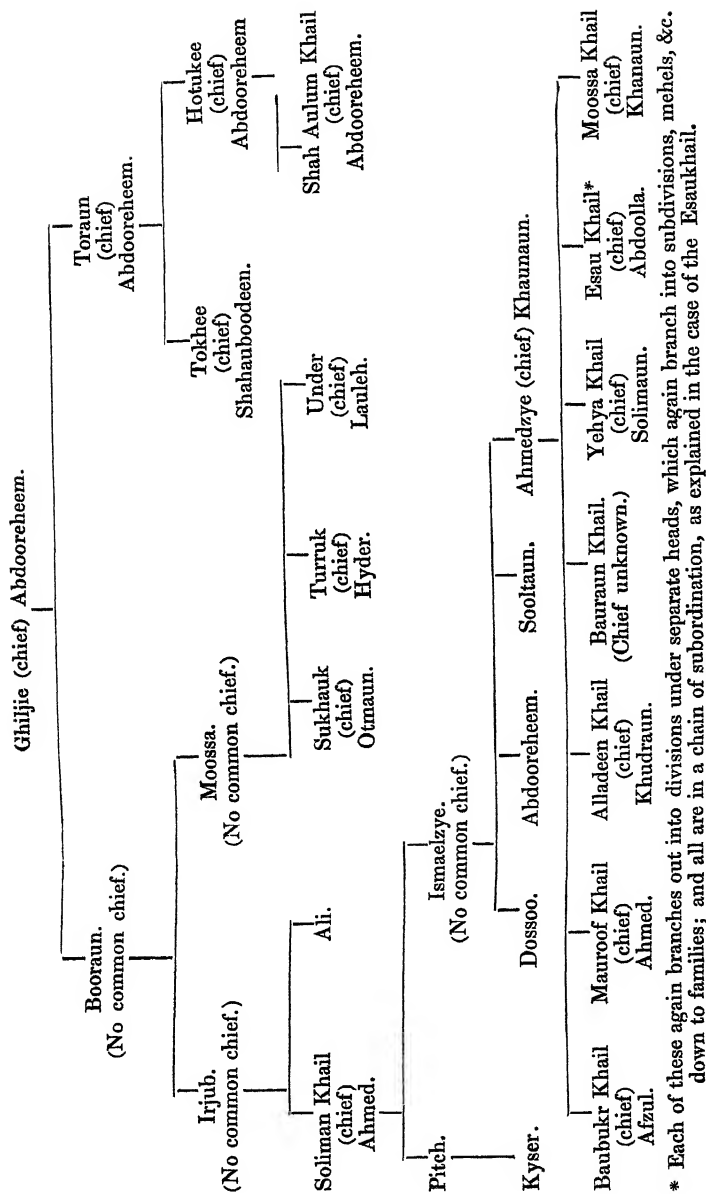 Ghiljie (chief) Abdooreheem.
Booraun.
(No common chief.)
Toraun
(chief)
Abdooreheem.
Irjub.
(No common chief.)
Moossa.
(No common chief.)
Tokhee
(chief)
Shahauboodeen.
Hotukee
(chief)
Abdooreheem
Soliman Khail
(chief)
Ahmed.
Ali.
Sukhauk
(chief)
Otmaun.
Turruk
(chief)
Hyder.
Under
(chief)
Lauleh.
Shah Aulum Khail
(chief)
Abdooreheem.
Pitch.
Ismaelzye.
(No common chief.)
Kyser.
Dossoo.
Abdooreheem.
Sooltaun.
Ahmedzye (chief) Khaunaun.
Baubukr Khail
(chief)
Afzul.
Mauroof Khail
(chief)
Ahmed.
Alladeen Khail
(chief)
Khudraun.
Bauraun Khail.
(Chief unknown.)
Yehya Khail
(chief)
Solimaun.
Esau Khail*
(chief)
Abdoolla.
Moossa Khail
(chief)
Khanaun.
* Each of these again branches out into divisions under separate heads, which again branch into subdivisions, mehels, &c.
down to families; and all are in a chain of subordination, as explained in the case of the Esaukhail.